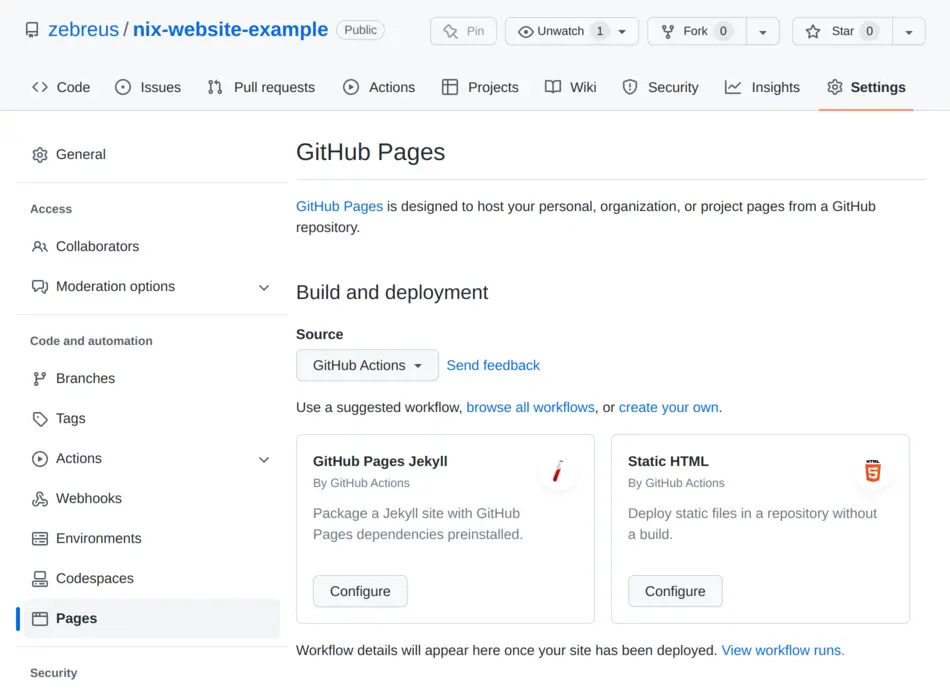 zebreus / nix-website-example Public
Pin
Unwatch 1
Fork 0
Star 0
Code
Issues
Pull requests
Actions
Projects
Wiki
Security
Insights
Settings
General
Access
Collaborators
Moderation options
Code and automation
Branches
Tags
Actions
Webhooks
Environments
Codespaces
Pages
Security
GitHub Pages
GitHub Pages is designed to host your personal, organization, or project pages from a GitHub
repository.
Build and deployment
Source
GitHub Actions
Send feedback
Use a suggested workflow, browse all workflows, or create your own.
GitHub Pages Jekyll
By GitHub Actions
Package a Jekyll site with GitHub
Pages dependencies preinstalled.
Configure
Static HTML
By GitHub Actions
HTML
5
Deploy static files in a repository without
a build.
Configure
Workflow details will appear here once your site has been deployed. View workflow runs.